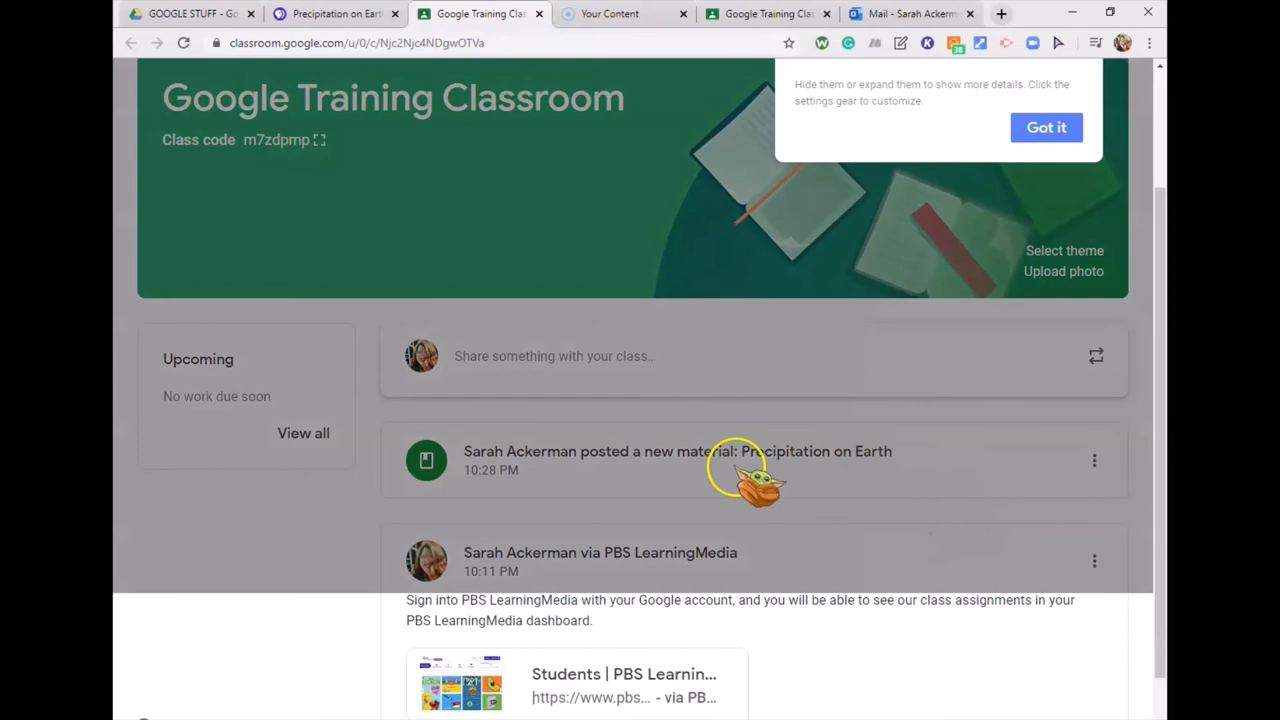 GOOGLE STUFF - Go
Precipitation on Eart
Google Training Clas
Your Content
Google Training Clas
Mail - Sarah Ackerm
classroom.google.com/u/0/c/Njc2Njc4NDgwOTVa
38
Hide them or expand them to show more details. Click the
settings gear to customize.
Got it
Google Training Classroom
Class code m7zdpmp
Select theme
Upload photo
Upcoming
No work due soon
View all
Share something with your class...
Sarah Ackerman posted a new material: Precipitation on Earth
10:28 PM
Sarah Ackerman via PBS LearningMedia
10:11 PM
Sign into PBS LearningMedia with your Google account, and you will be able to see our class assignments in your
PBS LearningMedia dashboard.
Students | PBS Learnin...
https://www.pbs... - via PB...